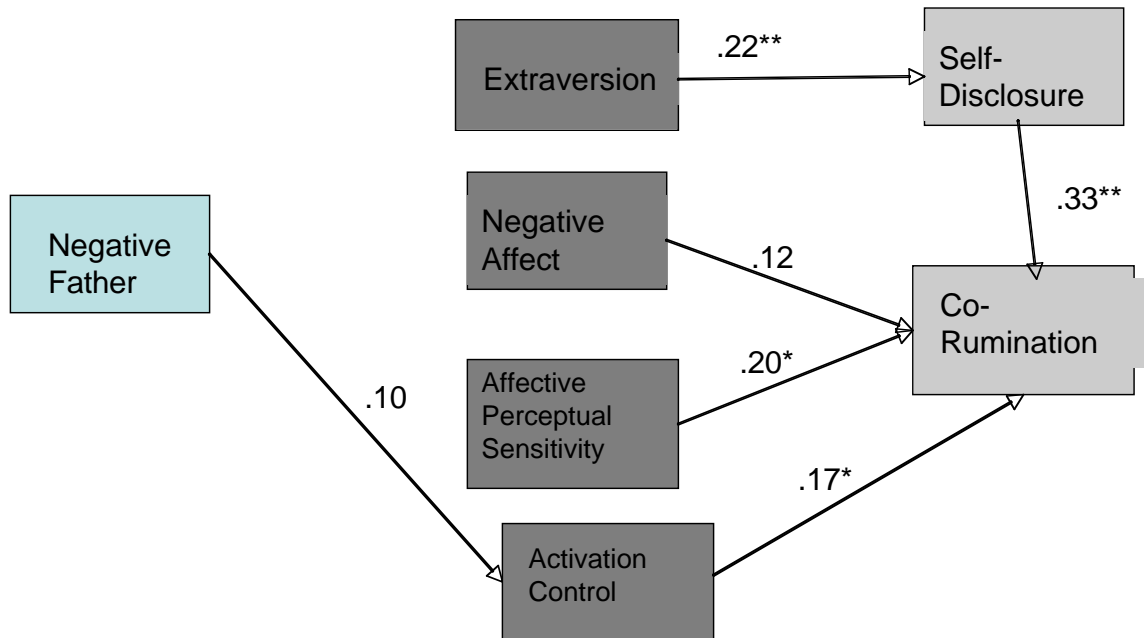 .22**
Extraversion
Self-
Disclosure
.33**
Negative
Affect
.12
Negative
Father
Co-
Rumination
.20*
Affective
Perceptual
Sensitivity
.10
.17*
Activation
Control